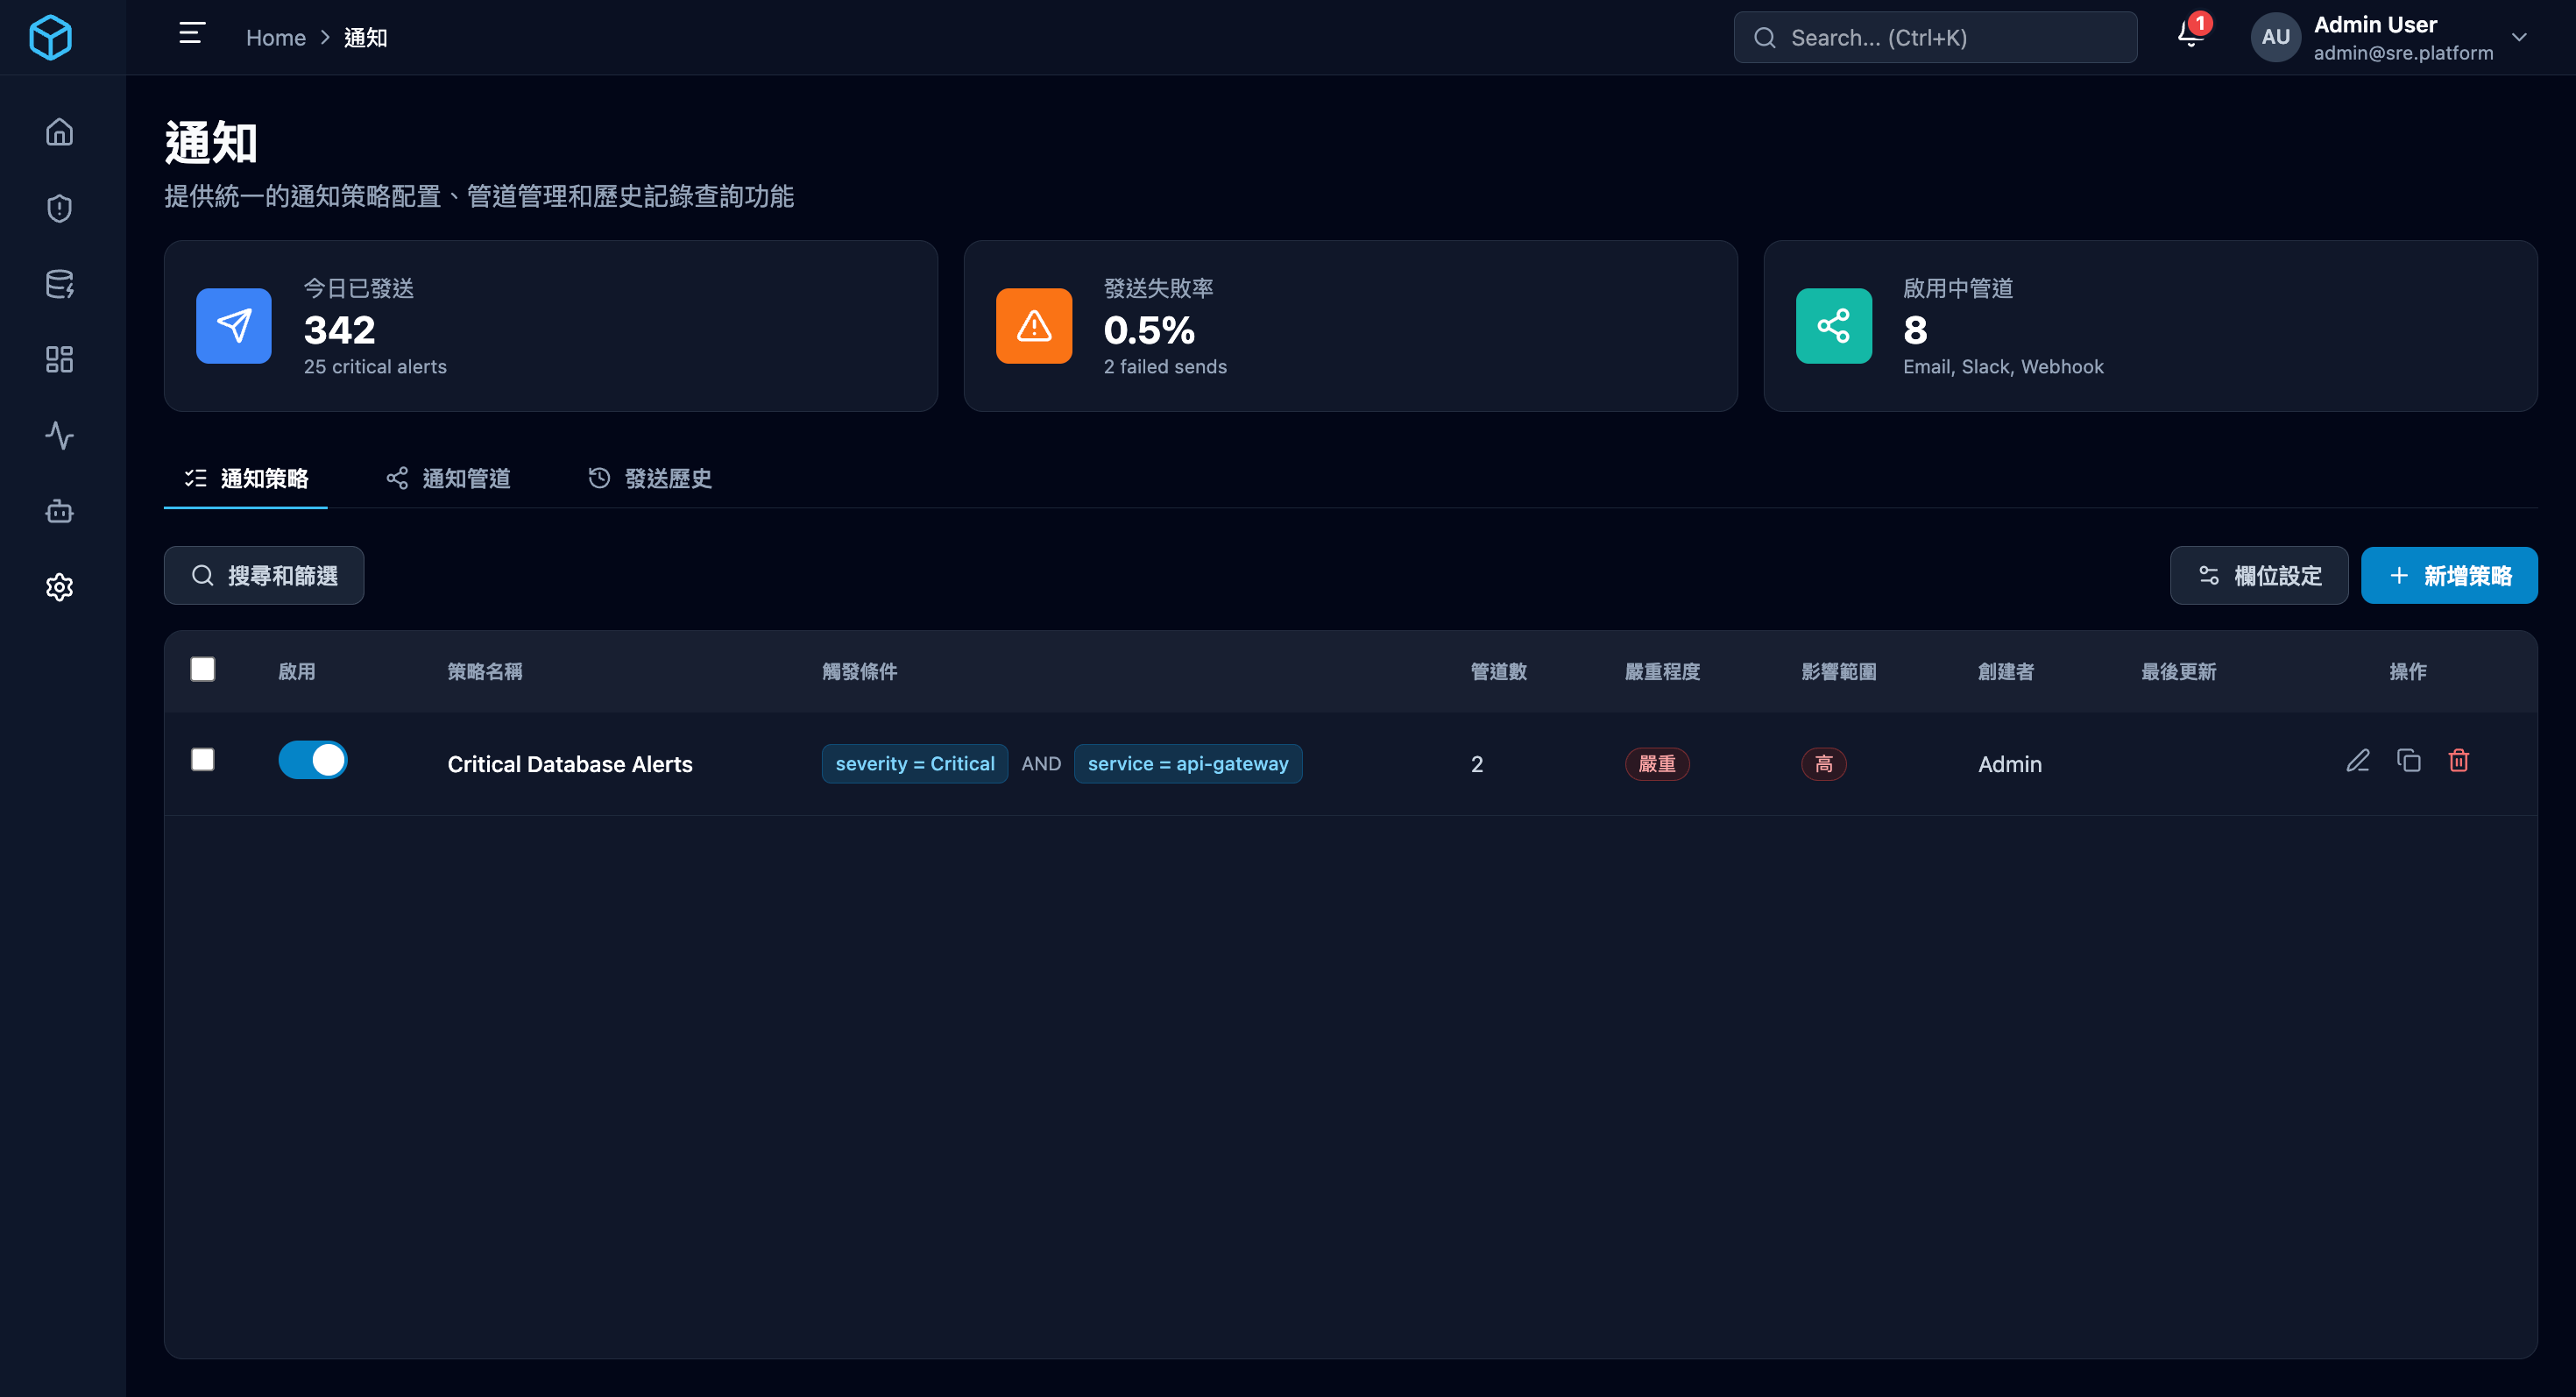 Home > 通知
Search... (Ctrl+K)
1
AU
Admin User
admin@sre.platform
通知
提供統一的通知策略配置、管道管理和歷史記錄查詢功能
今日已發送
342
25 critical alerts
發送失敗率
0.5%
2 failed sends
啟用中管道
8
Email, Slack, Webhook
通知策略 通知管道 發送歷史
搜尋和篩選 欄位設定 新增策略
啟用 策略名稱 觸發條件 管道數 嚴重程度 影響範圍 創建者 最後更新 操作
Critical Database Alerts severity = Critical AND service = api-gateway 2 嚴重 高 Admin